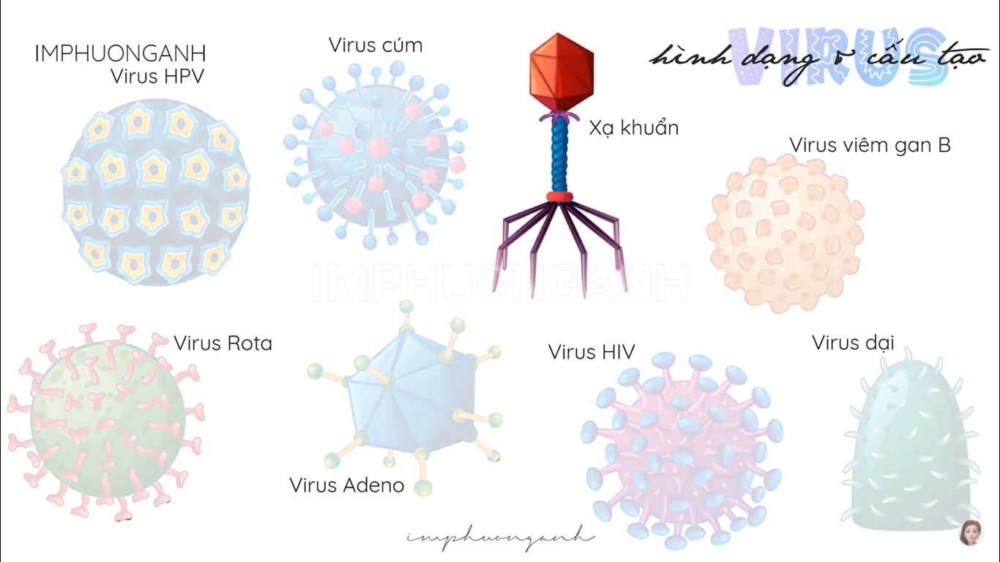 IMPHUONGANH
Virus HPV
Virus cúm
VIRUS
hình dạng & cấu tạo
Xạ khuẩn
Virus viêm gan B
IMPHUONGANH
Virus Rota
Virus Adeno
Virus HIV
Virus dại
imphuonganh